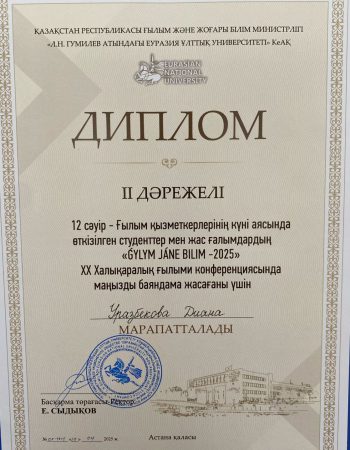 ҚАЗАҚСТАН РЕСПУБЛИКАСЫ ҒЫЛЫМ ЖӘНЕ ЖОҒАРЫ БІЛІМ МИНИСТРЛІГІ
«Л.Н. ГУМИЛЕВ АТЫНДАҒЫ ЕУРАЗИЯ ҰЛТТЫҚ УНИВЕРСИТЕТІ» КеАҚ
EURASIAN
NATIONAL
UNIVERSITY
ДИПЛОМ
II ДӘРЕЖЕЛІ
12 сәуір - Ғылым қызметкерлерінің күні аясында
өткізілген студенттер мен жас ғалымдардың
«ǴYLYM JÁNE BILIM -2025»
XX Халықаралық ғылыми конференциясында
маңызды баяндама жасағаны үшін
Уразбекова Диана
МАРАПАТТАЛАДЫ
Басқарма төрағасы-Ректор
Е. СЫДЫҚОВ
2025 ж.
Астана қаласы